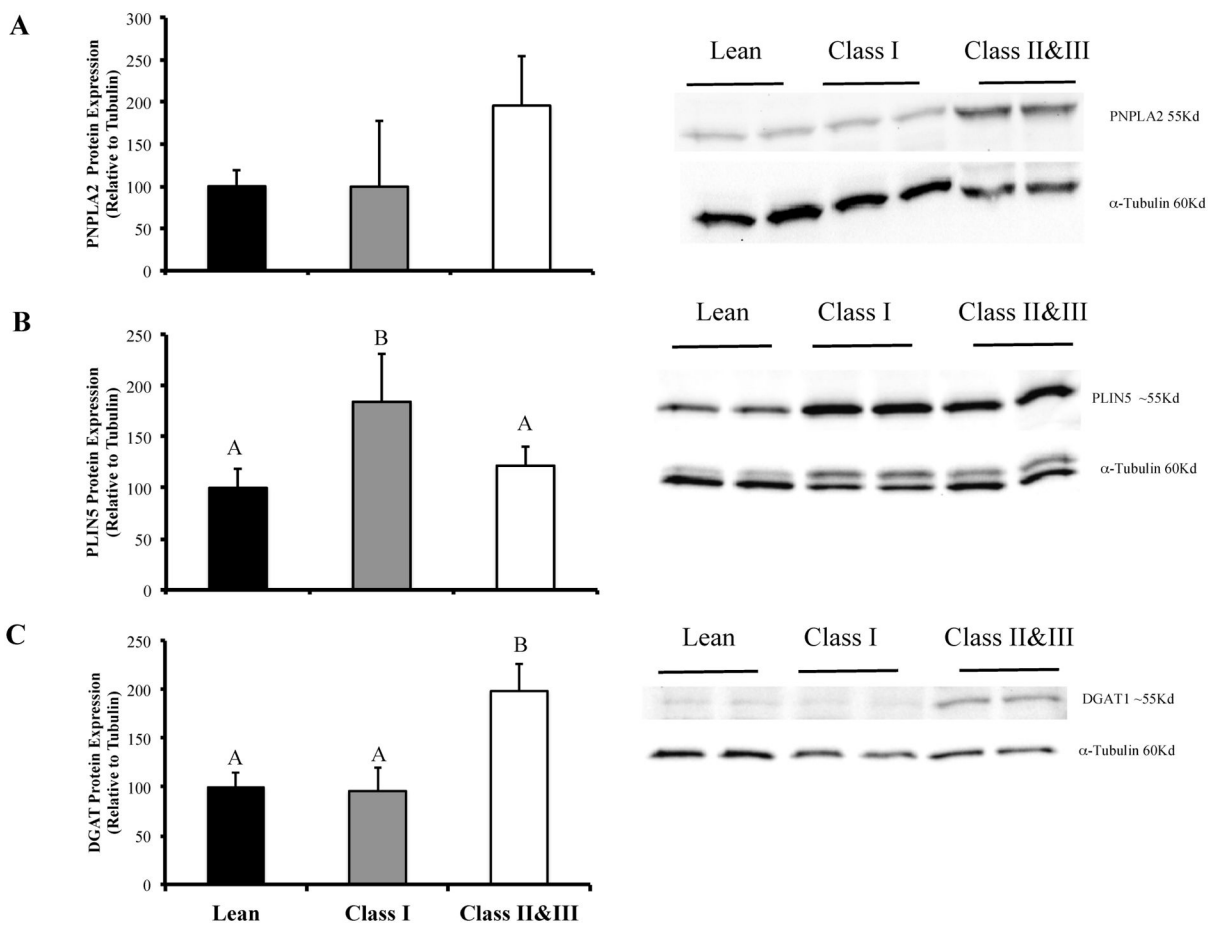 A
PNPLA2 Protein Expression
(Relative to Tubulin)
300
250
200
150
100
50
0
Lean
Class I
Class II&III
PNPLA2 55Kd
α-Tubulin 60Kd
B
PLIN5 Protein Expression
(Relative to Tubulin)
250
200
150
100
50
0
A
B
A
Lean
Class I
Class II&III
PLIN5 ~55Kd
α-Tubulin 60Kd
C
DGAT Protein Expression
(Relative to Tubulin)
250
200
150
100
50
0
A
A
B
Lean
Class I
Class II&III
Lean
Class I
Class II&III
DGAT1 ~55Kd
α-Tubulin 60Kd